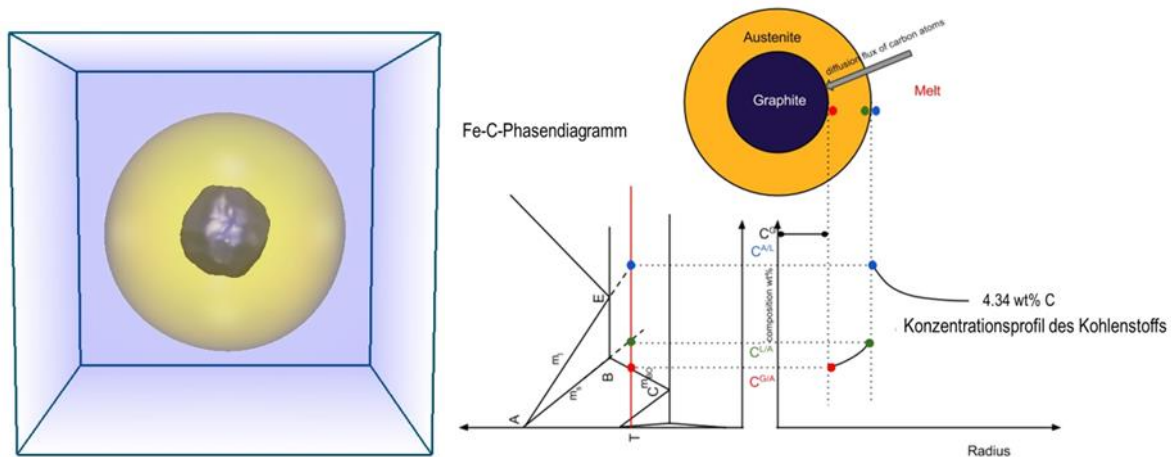 Austenite
diffusion flux of carbon atoms
Graphite
Melt
Fe-C-Phasendiagramm
C^G
C^A/L
E
composition wt%
4.34 wt% C
Konzentrationsprofil des Kohlenstoffs
C^L/A
m_l
B
C^G/A
m_s
C
A
T
Radius